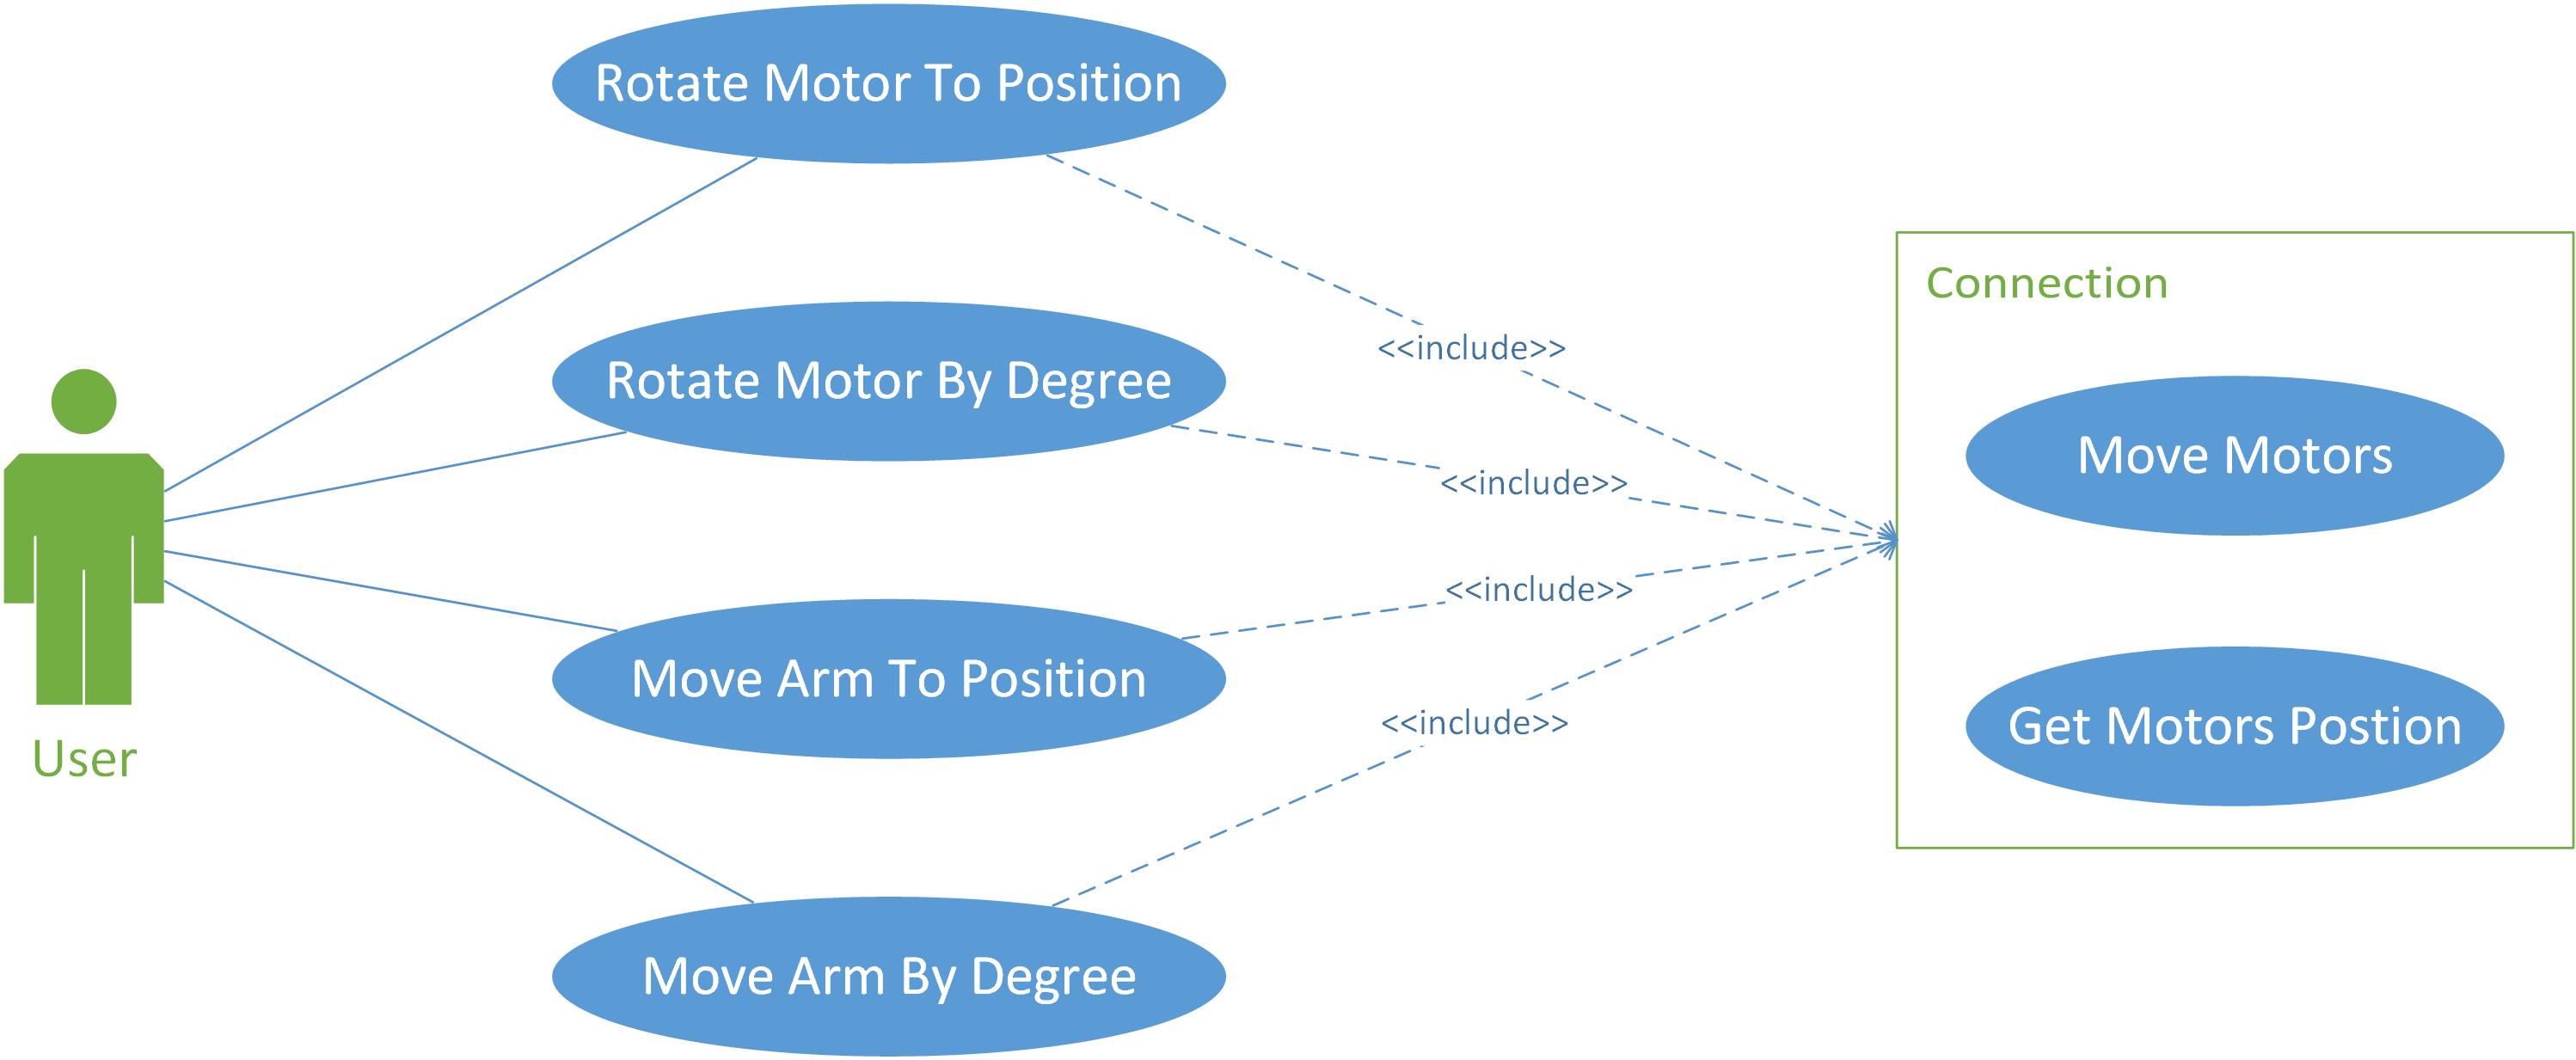 Rotate Motor To Position
Connection
<<include>>
Rotate Motor By Degree
Move Motors
<<include>>
<<include>>
Move Arm To Position
<<include>>
Get Motors Postion
User
Move Arm By Degree